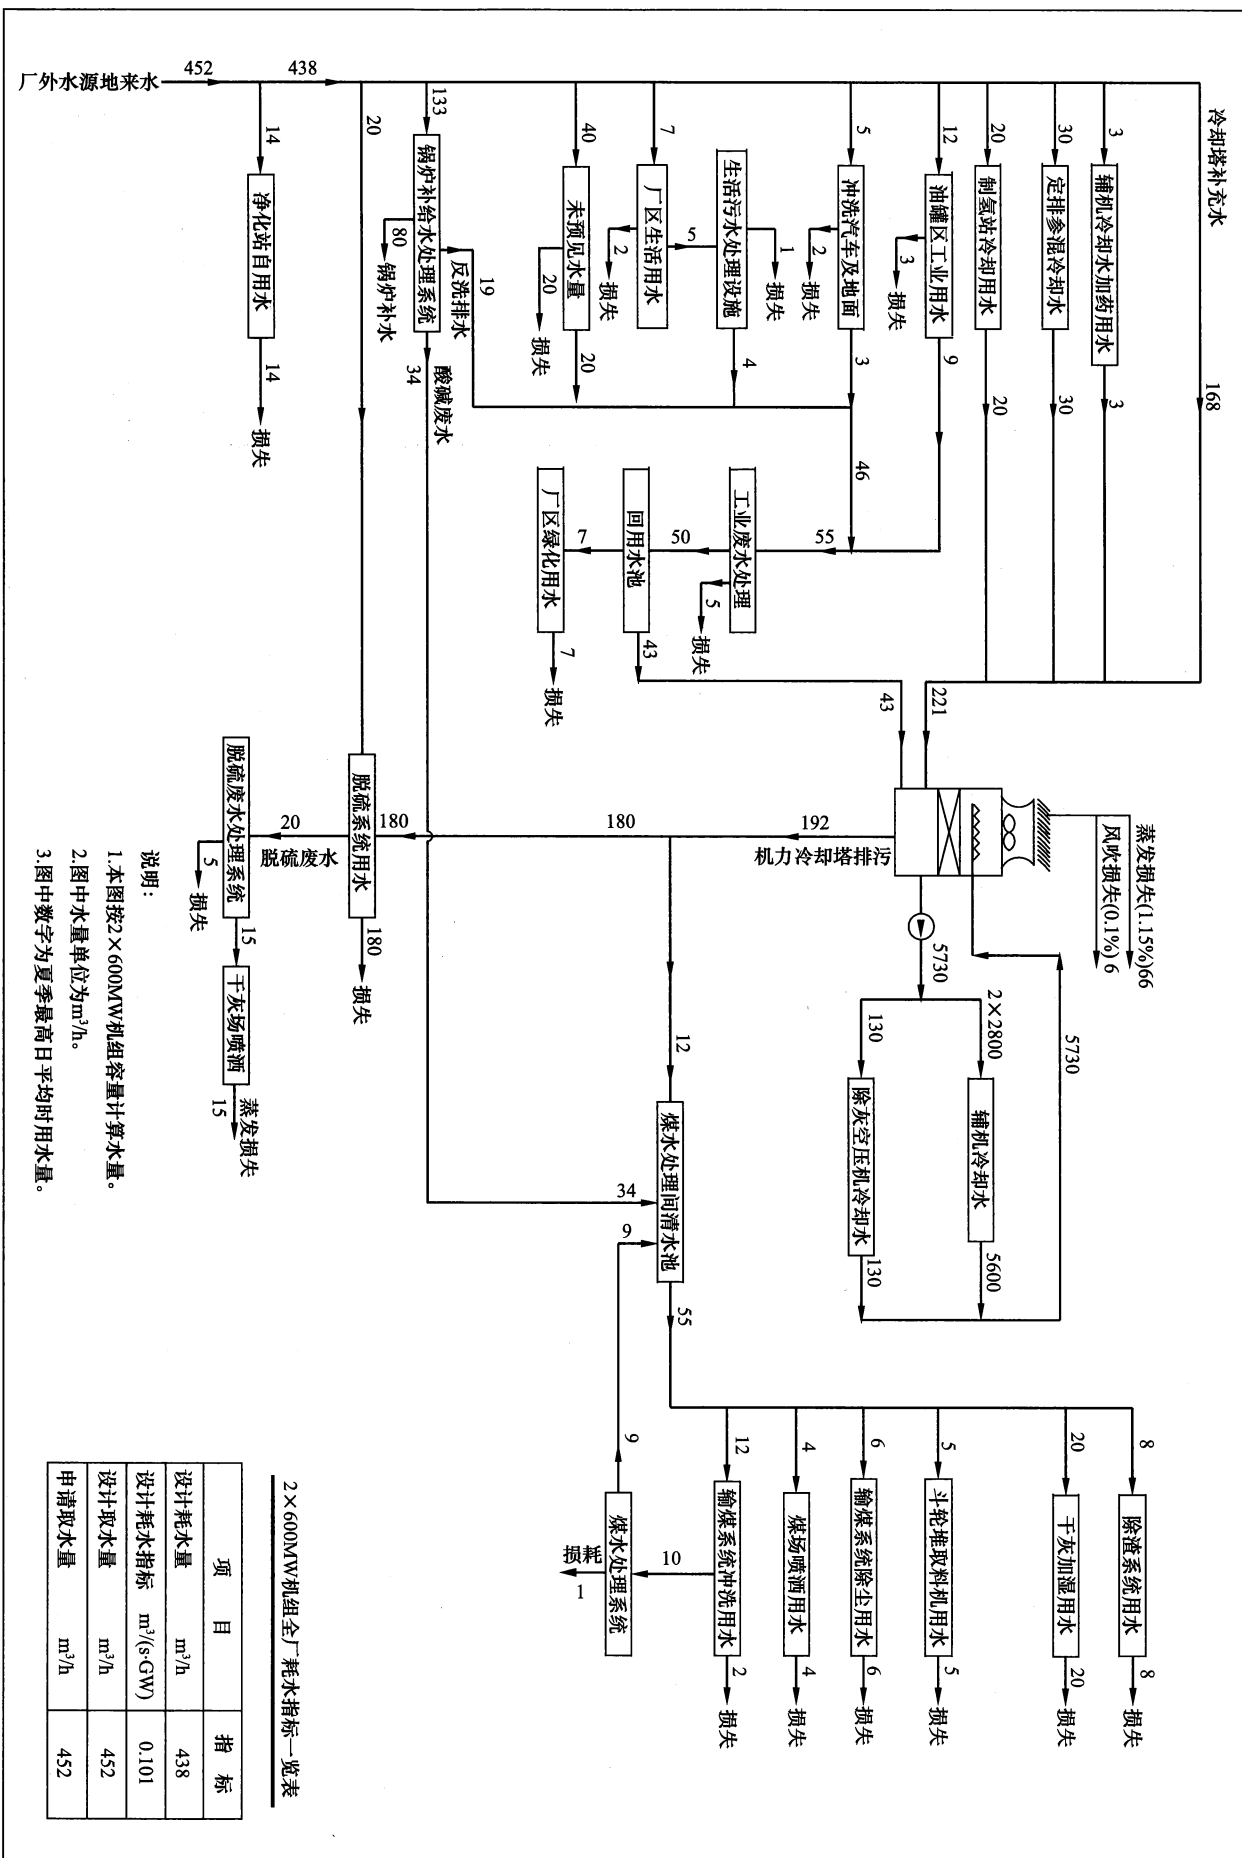 厂外水源地来水
452
438
14
净化站自用水
14
损失
20
133
锅炉补给水处理系统
80
锅炉补水
19
反洗排水
34
酸碱废水
40
未预见水量
20
损失
20
7
厂区生活用水
2
损失
5
生活污水处理设施
1
损失
4
5
冲洗汽车及地面
2
损失
3
12
油罐区工业用水
3
损失
9
20
制氢站冷却用水
20
30
定排参混冷却水
30
3
辅机冷却水加药用水
3
冷却塔补充水
168
46
55
工业废水处理
5
损失
50
回用水池
7
厂区绿化用水
7
损失
43
43
221
蒸发损失(1.15%)66
风吹损失(0.1%) 6
192
机力冷却塔排污
180
180
脱硫系统用水
180
损失
20
脱硫废水
脱硫废水处理系统
5
损失
15
干灰场喷洒
15
蒸发损失
5730
2×2800
辅机冷却水
5600
130
除灰空压机冷却水
130
5730
12
煤水处理间清水池
34
9
55
8
除渣系统用水
8
损失
20
干灰加湿用水
20
损失
5
斗轮堆取料机用水
5
损失
6
输煤系统除尘用水
6
损失
4
煤场喷洒用水
4
损失
12
输煤系统冲洗用水
2
损失
10
煤水处理系统
损耗
1
9
说明：
1.本图按2×600MW机组容量计算水量。
2.图中水量单位为m³/h。
3.图中数字为夏季最高日平均时用水量。
2×600MW机组全厂耗水指标一览表
项 目 指 标
设计耗水量 m³/h 438
设计耗水指标 m³/(s·GW) 0.101
设计取水量 m³/h 452
申请取水量 m³/h 452